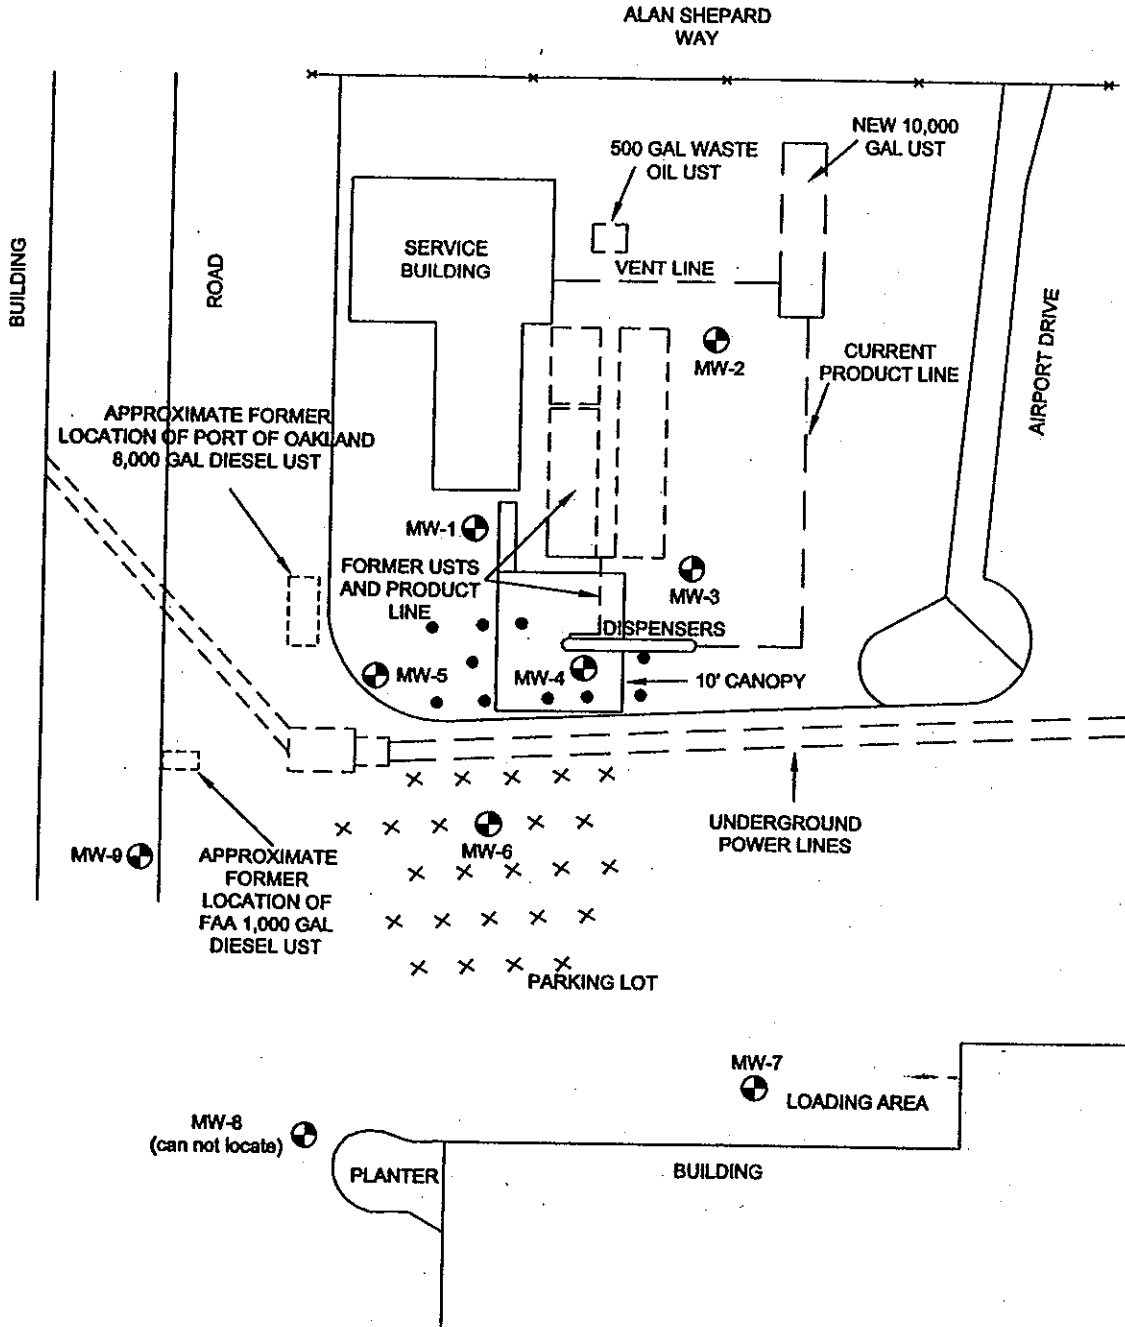 ALAN SHEPARD
WAY
NEW 10,000
GAL UST
500 GAL WASTE
OIL UST
SERVICE
BUILDING
VENT LINE
BUILDING
ROAD
MW-2
CURRENT
PRODUCT LINE
AIRPORT DRIVE
APPROXIMATE FORMER
LOCATION OF PORT OF OAKLAND
8,000 GAL DIESEL UST
MW-1
FORMER USTS
AND PRODUCT
LINE
MW-3
DISPENSERS
MW-5
MW-4
10' CANOPY
UNDERGROUND
POWER LINES
MW-6
MW-9
APPROXIMATE
FORMER
LOCATION OF
FAA 1,000 GAL
DIESEL UST
PARKING LOT
MW-7
LOADING AREA
MW-8
(can not locate)
PLANTER
BUILDING